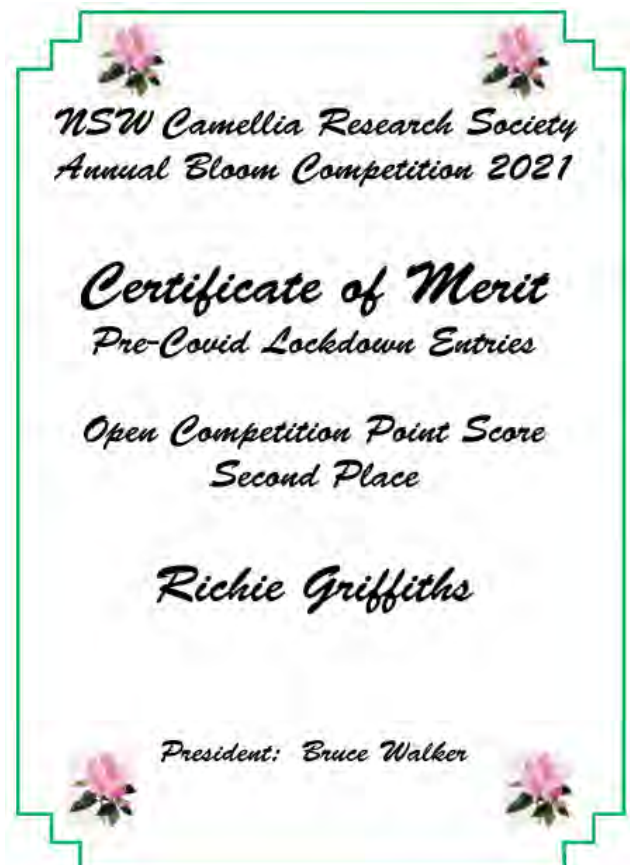 NSW Camellia Research Society
Annual Bloom Competition 2021
Certificate of Merit
Pre-Covid Lockdown Entries
Open Competition Point Score
Second Place
Richie Griffiths
President: Bruce Walker